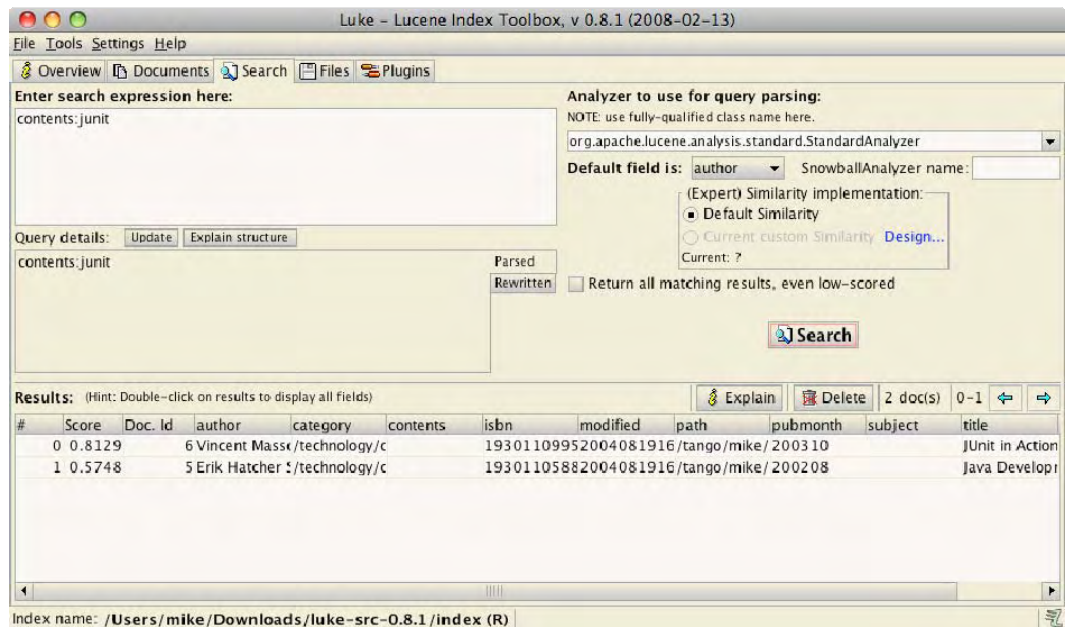 Luke - Lucene Index Toolbox, v 0.8.1 (2008-02-13)
File Tools Settings Help
Overview Documents Search Files Plugins
Enter search expression here:
contents:junit
Analyzer to use for query parsing:
NOTE: use fully-qualified class name here.
org.apache.lucene.analysis.standard.StandardAnalyzer
Default field is: author SnowballAnalyzer name:
(Expert) Similarity implementation:
Default Similarity
Current custom Similarity Design...
Current: ?
Query details: Update Explain structure
contents:junit
Parsed
Rewritten
Return all matching results, even low-scored
Search
Results: (Hint: Double-click on results to display all fields) Explain Delete 2 doc(s) 0-1
# Score Doc. Id author category contents isbn modified path pubmonth subject title
0 0.8129 6 Vincent Masse /technology/c 1930110995 2004081916 /tango/mike/ 200310 JUnit in Action
1 0.5748 5 Erik Hatcher /technology/c 1930110588 2004081916 /tango/mike/ 200208 Java Develop
Index name: /Users/mike/Downloads/luke-src-0.8.1/index (R)